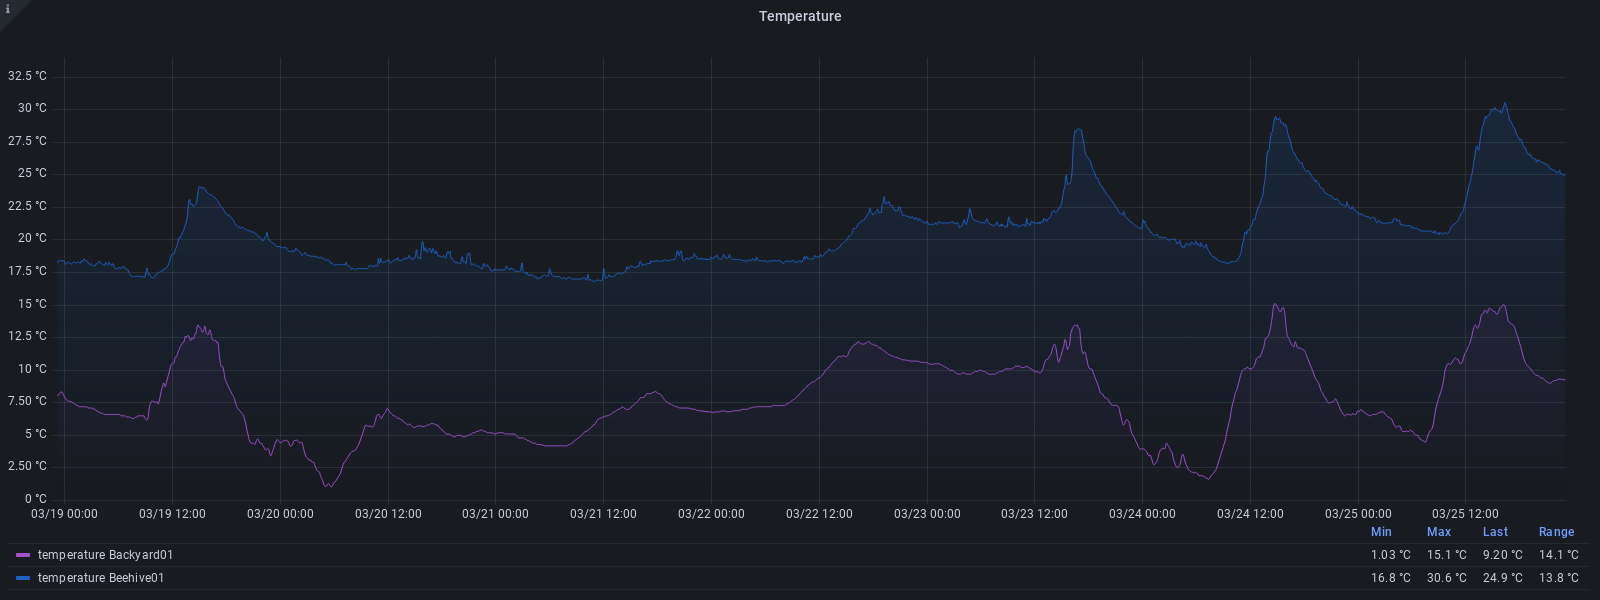 i
Temperature
32.5 °C
30 °C
27.5 °C
25 °C
22.5 °C
20 °C
17.5 °C
15 °C
12.5 °C
10 °C
7.50 °C
5 °C
2.50 °C
0 °C
03/19 00:00 03/19 12:00 03/20 00:00 03/20 12:00 03/21 00:00 03/21 12:00 03/22 00:00 03/22 12:00 03/23 00:00 03/23 12:00 03/24 00:00 03/24 12:00 03/25 00:00 03/25 12:00
Min Max Last Range
temperature Backyard01 1.03 °C 15.1 °C 9.20 °C 14.1 °C
temperature Beehive01 16.8 °C 30.6 °C 24.9 °C 13.8 °C